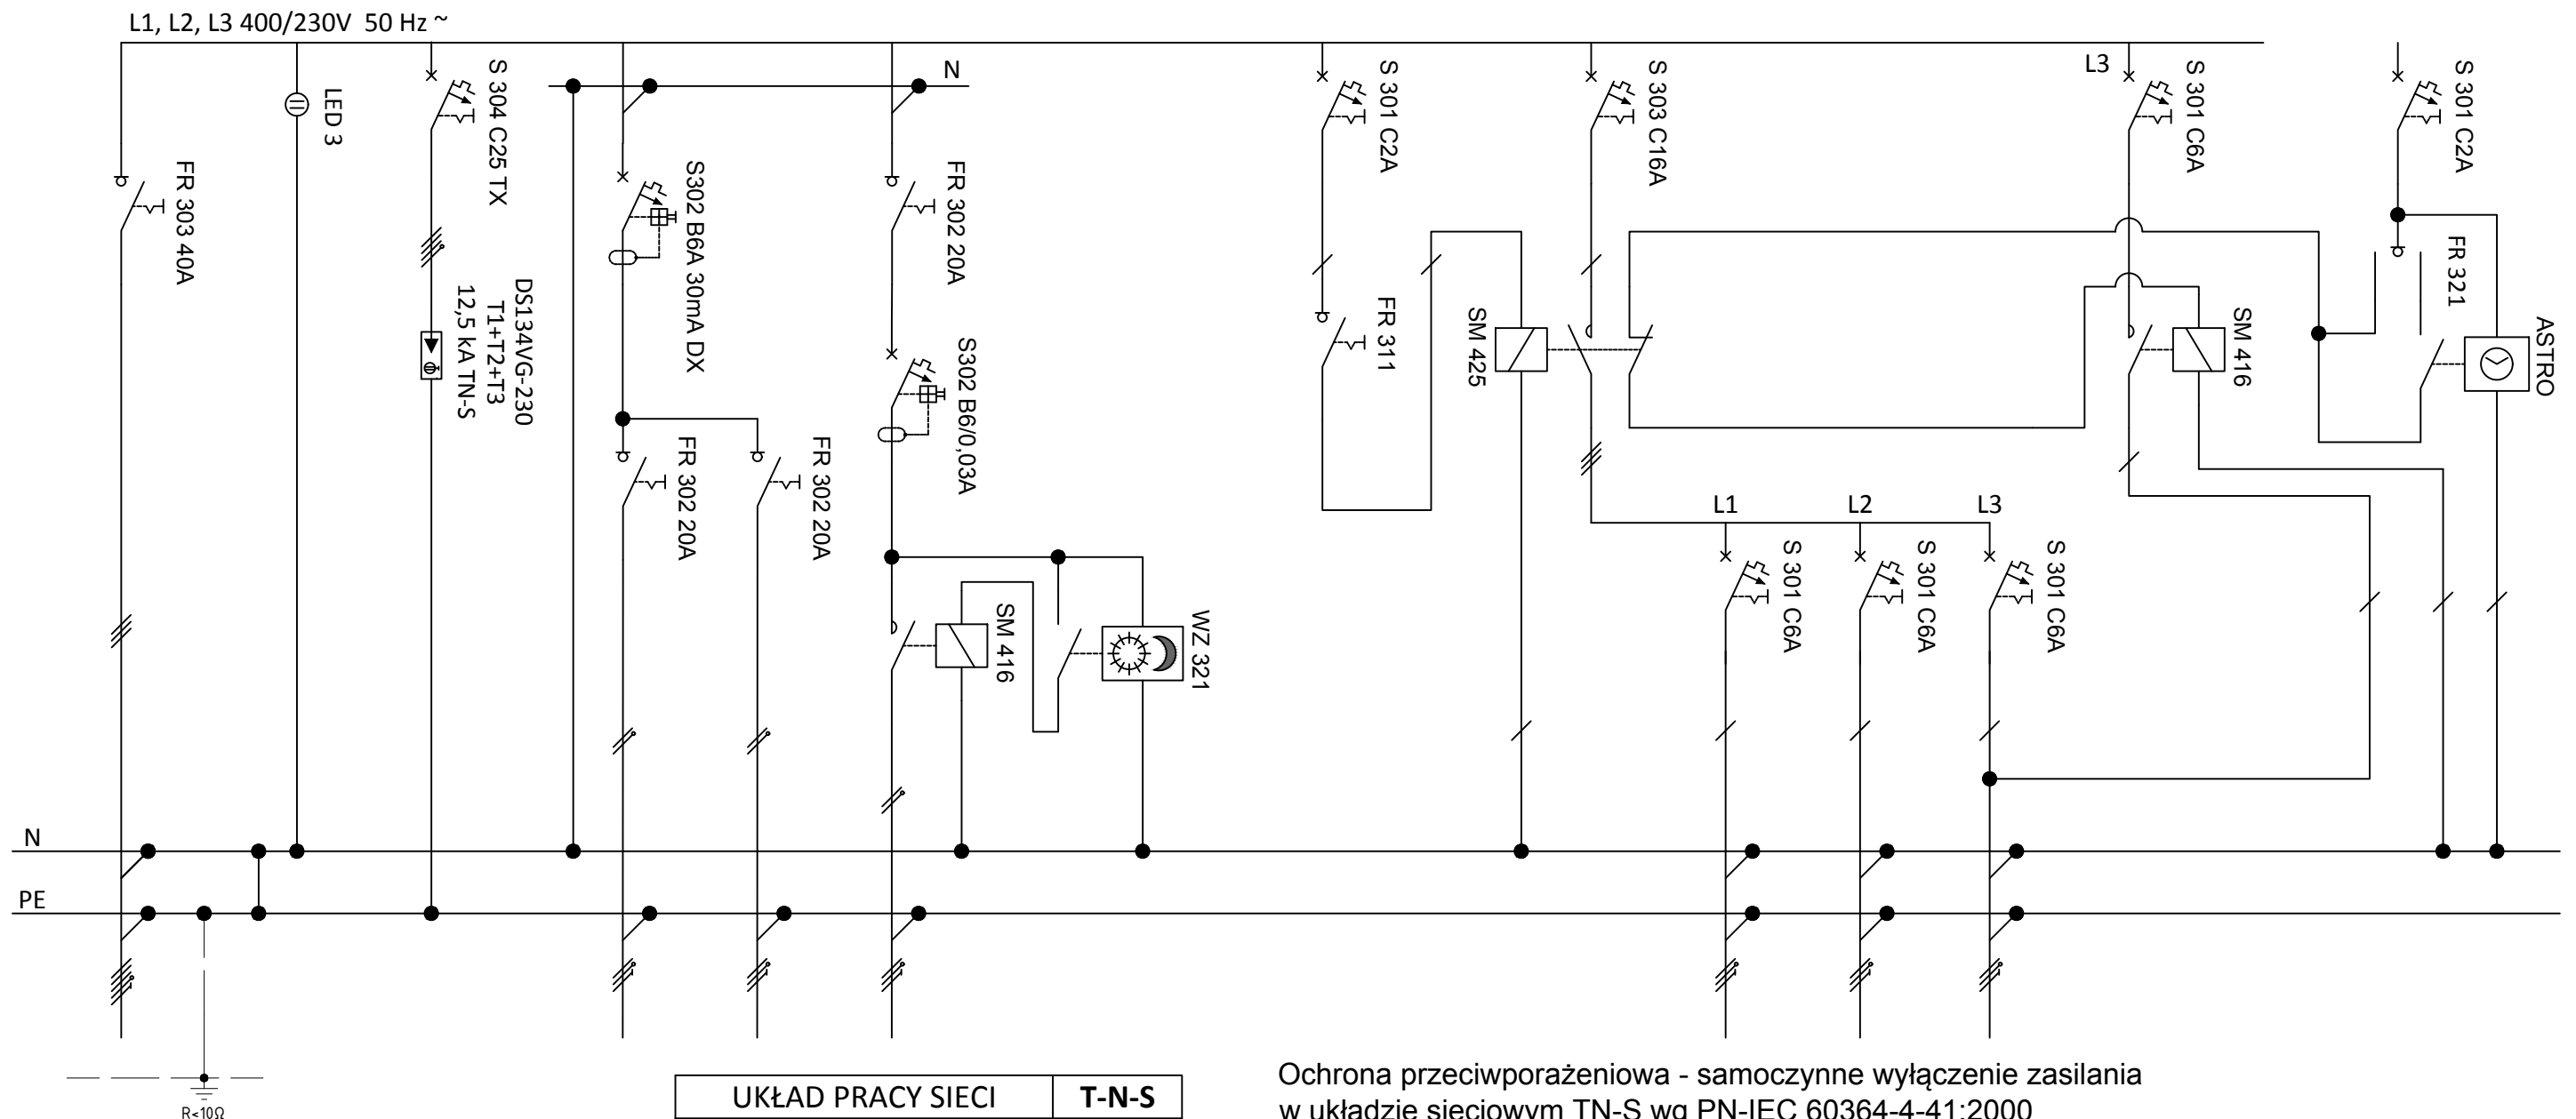 L1, L2, L3 400/230V 50 Hz ~
N
FR 303 40A
LED 3
S 304 C25 TX
DS134VG-230
T1+T2+T3
12,5 kA TN-S
S302 B6A 30mA DX
FR 302 20A
FR 302 20A
FR 302 20A
S302 B6/0,03A
SM 416
WZ 321
S 301 C2A
FR 311
SM 425
S 303 C16A
L3
S 301 C6A
SM 416
S 301 C2A
FR 321
ASTRO
L1
L2
L3
S 301 C6A
S 301 C6A
S 301 C6A
N
PE
R<10Ω
UKŁAD PRACY SIECI T-N-S
Ochrona przeciwporażeniowa - samoczynne wyłączenie zasilania
w układzie sieciowym TN-S wg PN-IEC 60364-4-41:2000